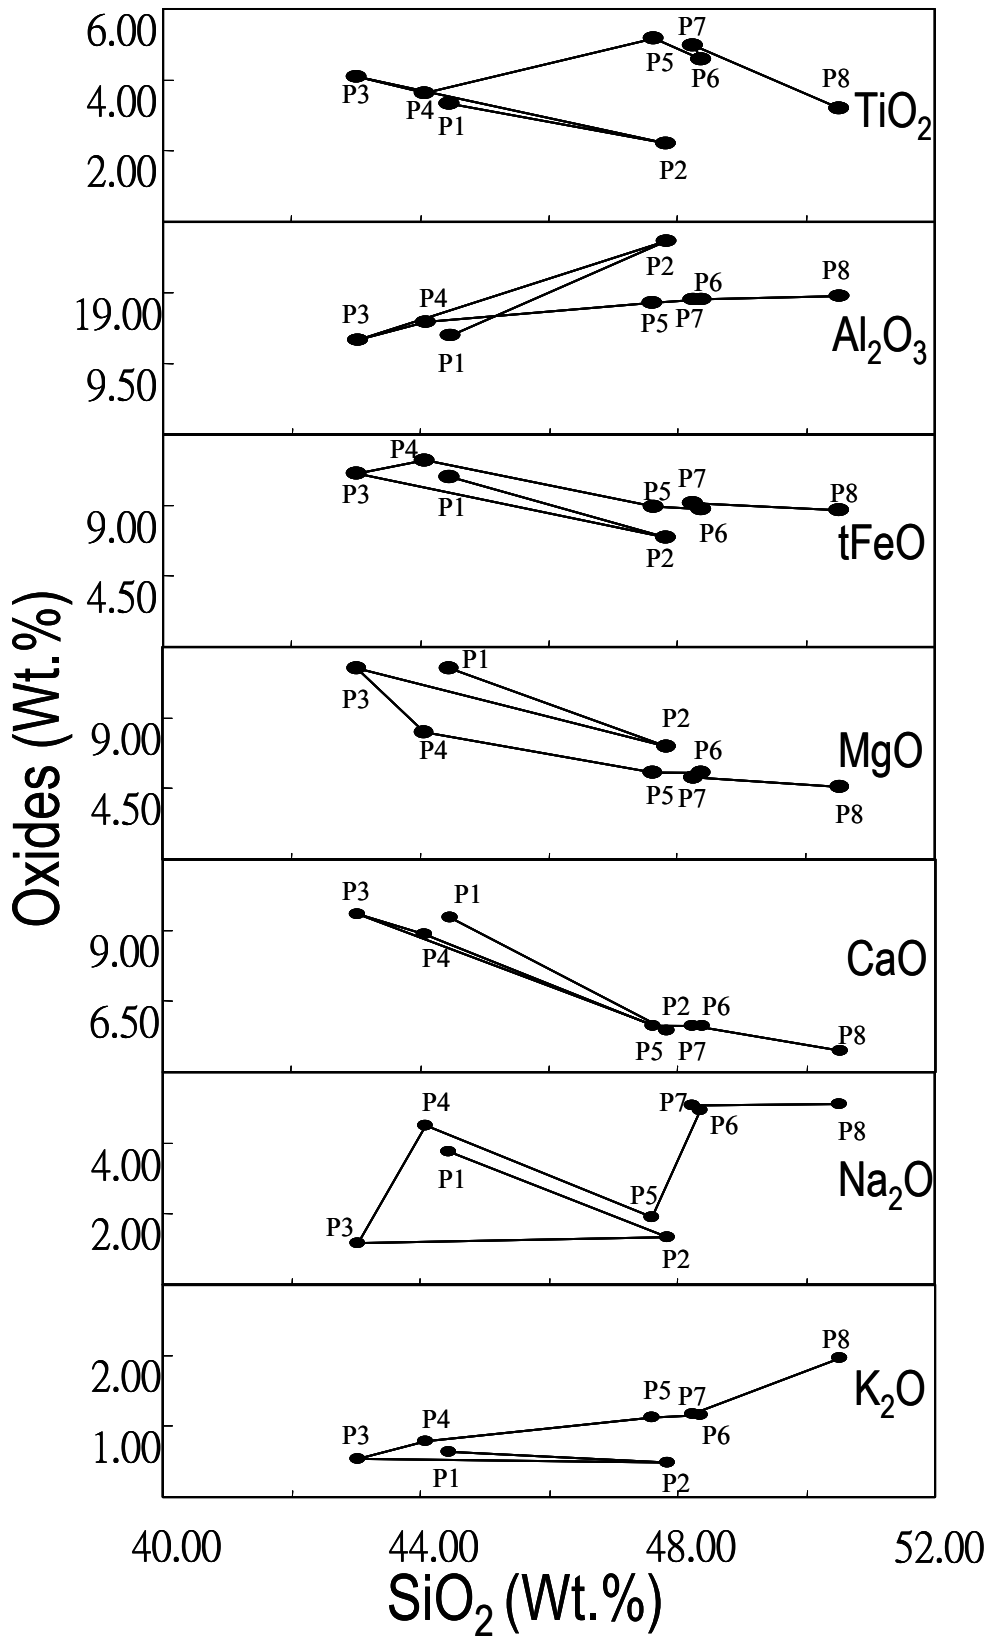 6.00
P7
P5
P6
P3
P8
4.00
P4
P1
TiO2
2.00
P2
P2
P6
P8
19.00
P4
P3
P5
P7
Al2O3
P1
9.50
P4
P7
P3
P5
P8
P1
9.00
P6
tFeO
P2
4.50
P1
P3
P2
9.00
P4
P6
MgO
P5
P7
4.50
P8
P3
P1
9.00
P4
CaO
6.50
P2
P6
P5
P7
P8
P4
P7
P6
P8
4.00
P1
Na2O
P5
2.00
P3
P2
P8
2.00
P5
P7
K2O
P4
P6
1.00
P3
P1
P2
40.00
44.00
48.00
52.00
SiO2 (Wt.%)
Oxides (Wt.%)